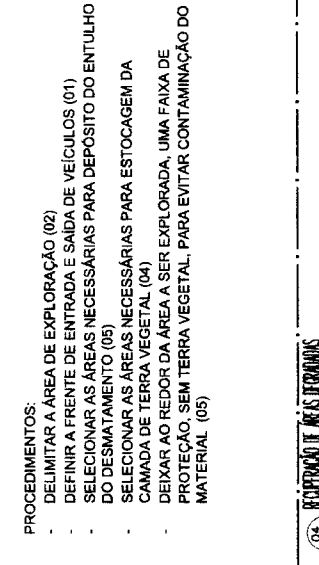 PROCEDIMENTOS:
- DELIMITAR A ÁREA DE EXPLORAÇÃO (02)
- DEFINIR A FRENTE DE ENTRADA E SAÍDA DE VEÍCULOS (01)
- SELECIONAR AS ÁREAS NECESSÁRIAS PARA DEPÓSITO DO ENTULHO
DO DESMATAMENTO (05)
- SELECIONAR AS ÁREAS NECESSÁRIAS PARA ESTOCAGEM DA
CAMADA DE TERRA VEGETAL (04)
- DEIXAR AO REDOR DA ÁREA A SER EXPLORADA, UMA FAIXA DE
PROTEÇÃO, SEM TERRA VEGETAL, PARA EVITAR CONTAMINAÇÃO DO
MATERIAL (05)
04 RECUPERAÇÃO DE ÁREAS DEGRADADAS